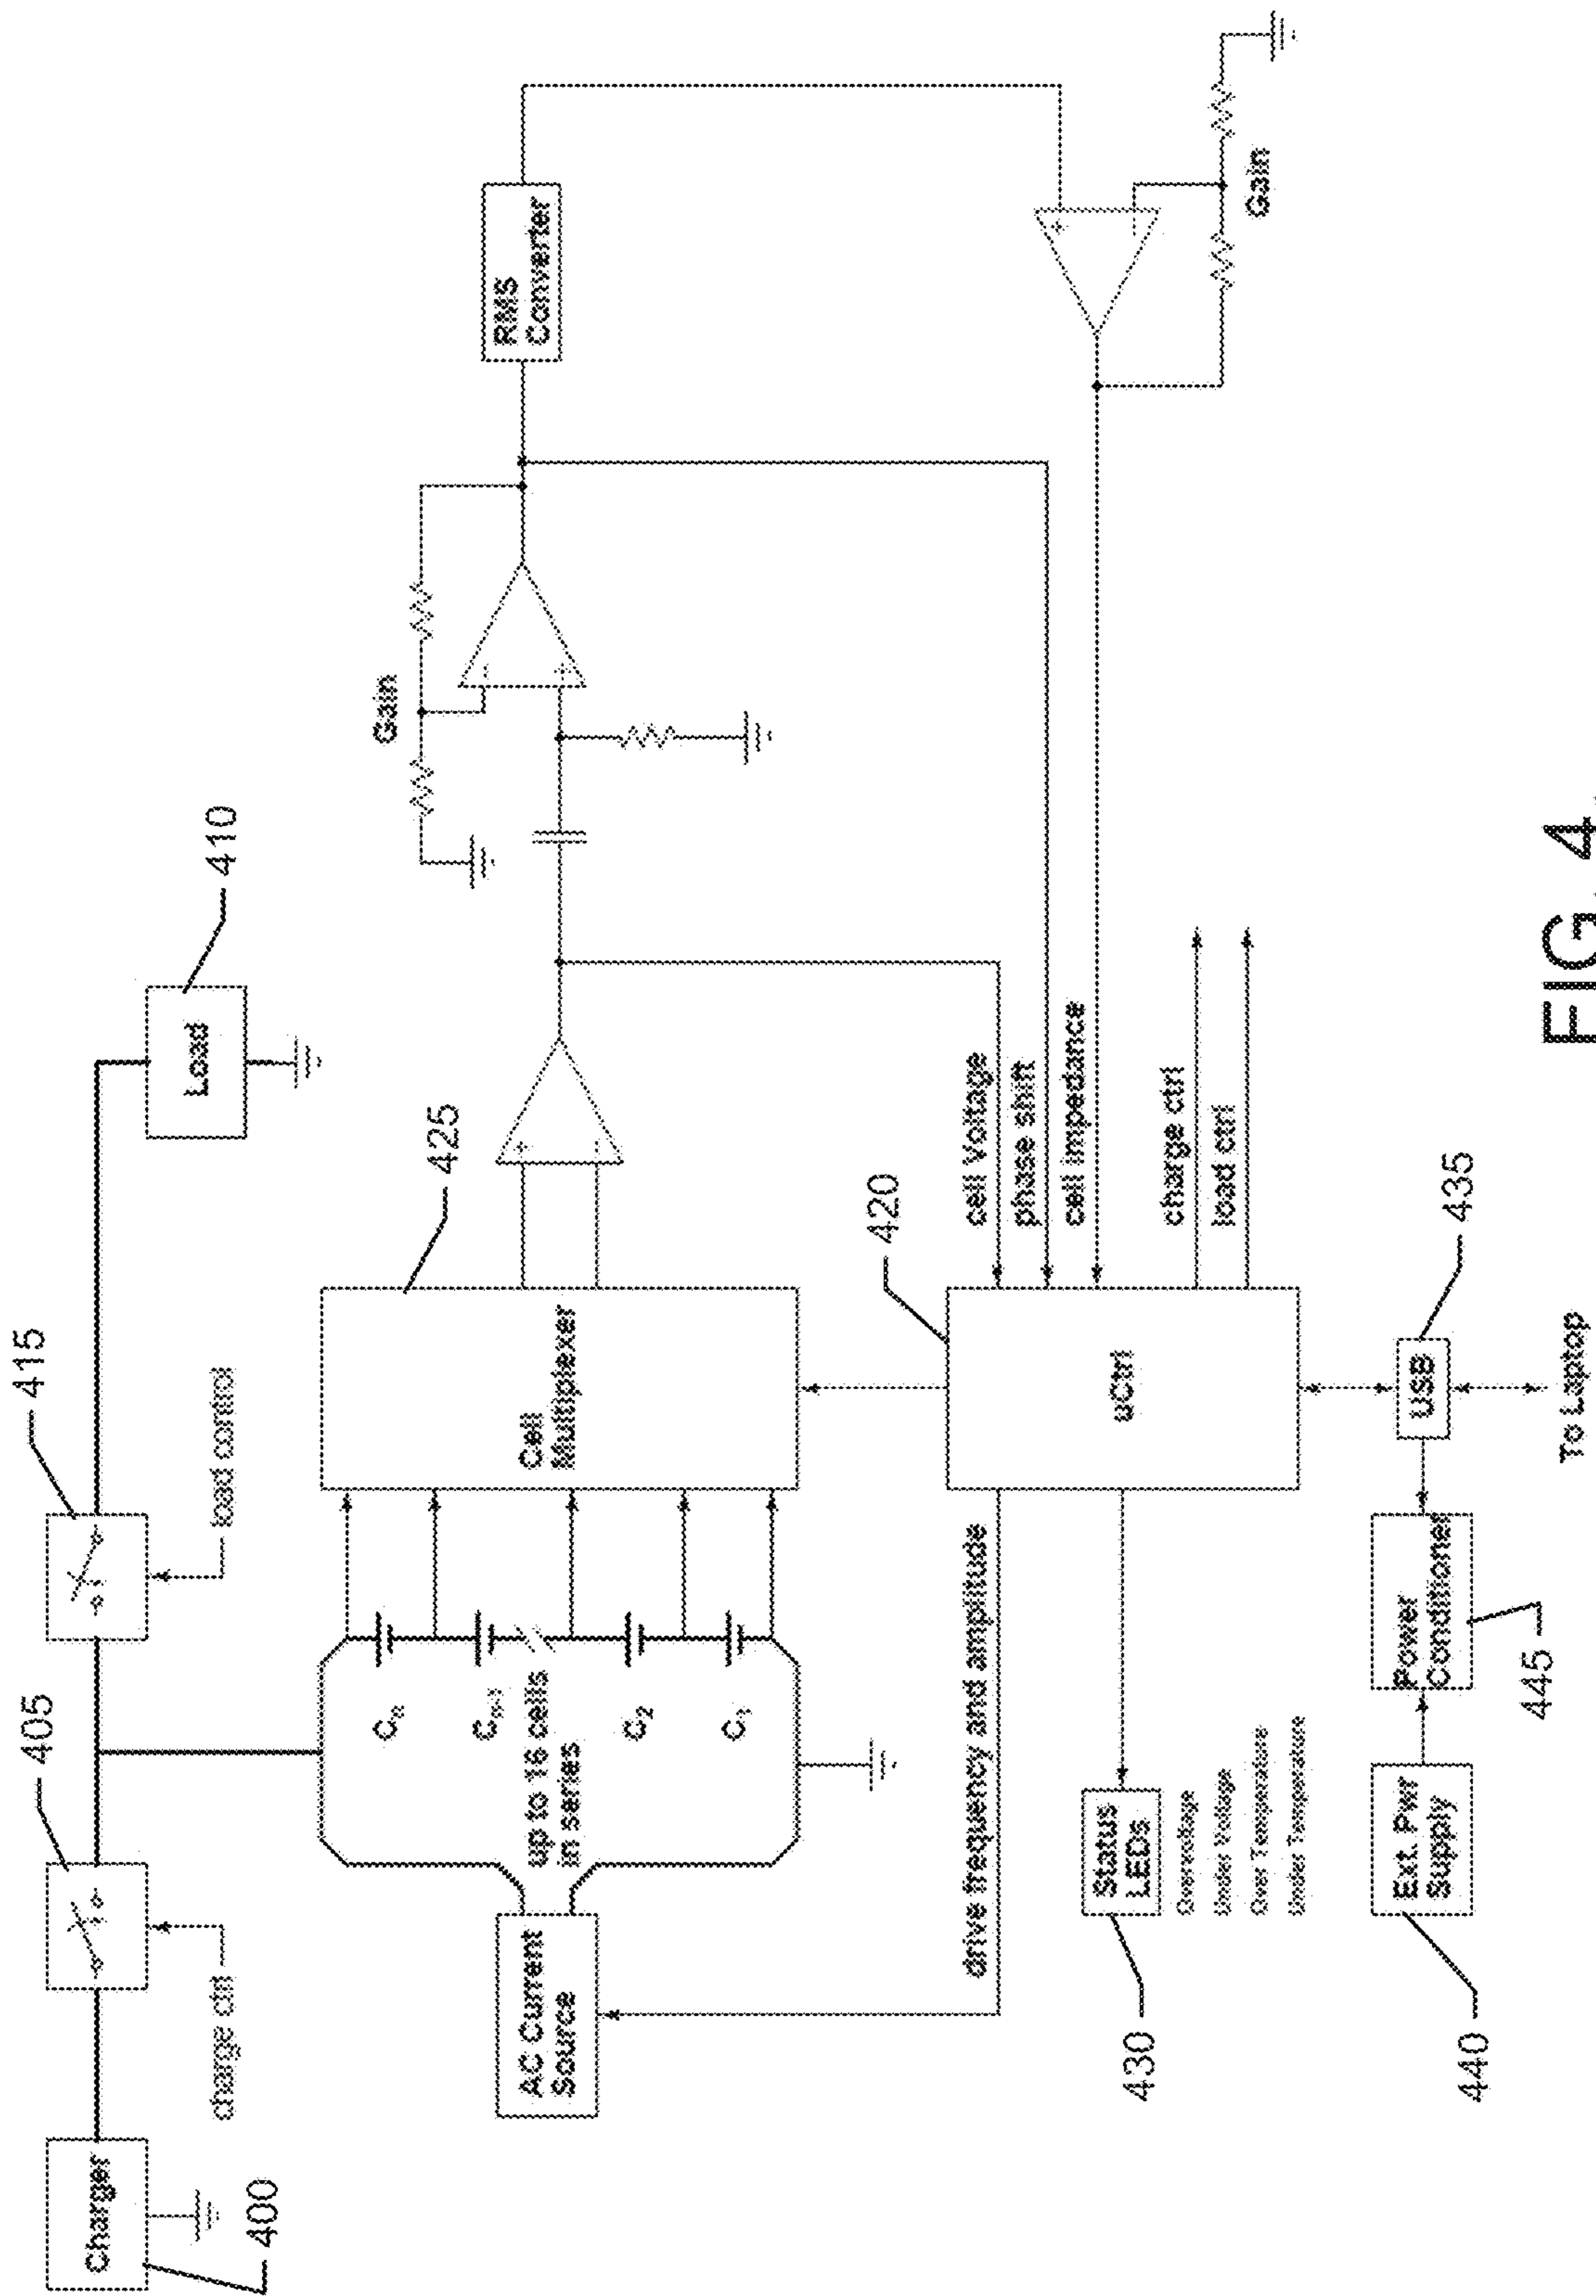 Charger
400
charge ctrl
405
415
load control
Load
410
AC Current
Source
Cn
Cn-1
up to 16 cells
in series
C2
C1
Cell
Multiplexer
425
Gain
RMS
Converter
drive frequency and amplitude
uCtrl
420
cell Voltage
phase shift
cell impedance
charge ctrl
load ctrl
Gain
Status
LEDs
430
Overvoltage
Under Voltage
Over Temperature
Under Temperature
Ext. Pwr
Supply
440
Power
Conditioner
445
USB
435
To Laptop
FIG. 4